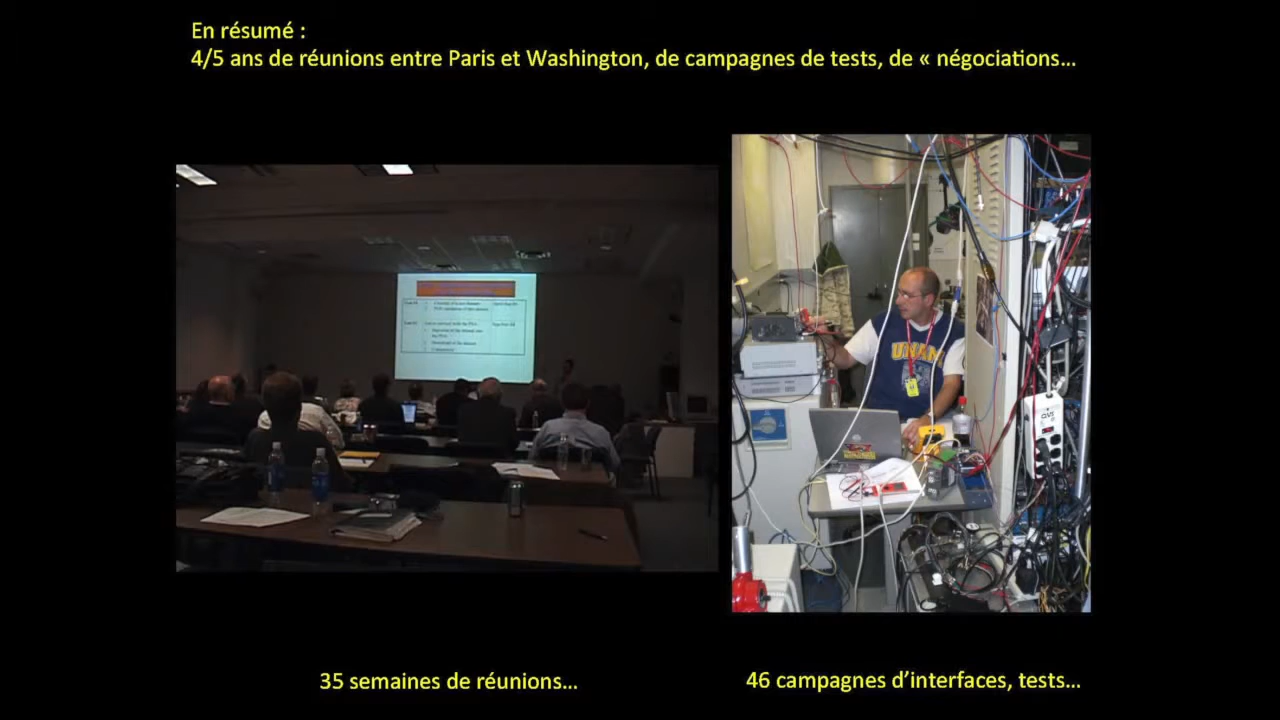 En résumé :
4/5 ans de réunions entre Paris et Washington, de campagnes de tests, de « négociations…
UNAM
35 semaines de réunions…
46 campagnes d’interfaces, tests…